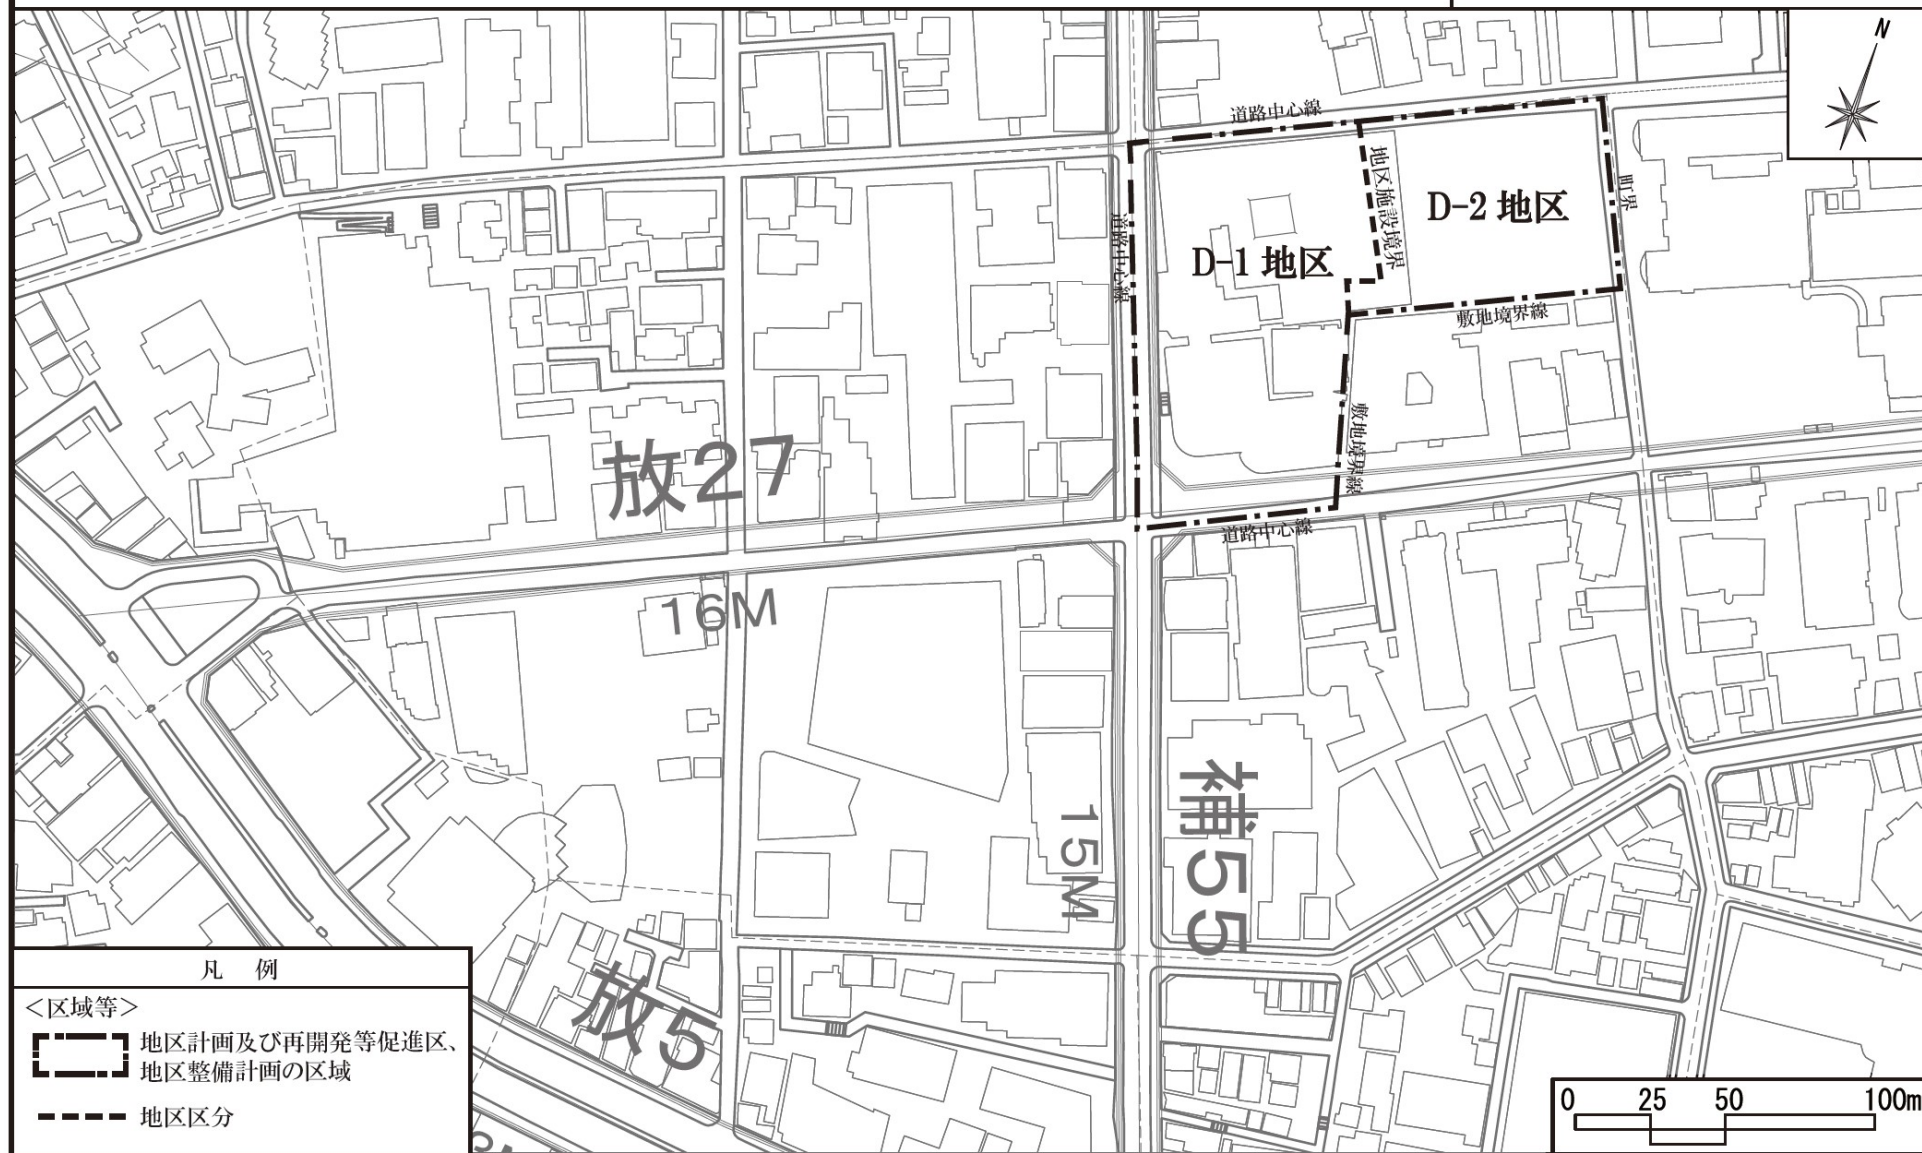 N
道路中心線
地区施設境界
町界
D-2 地区
道路中心線
D-1 地区
敷地境界線
敷地境界線
道路中心線
放27
16M
15M
補55
放5
凡 例
<区域等>
地区計画及び再開発等促進区、
地区整備計画の区域
地区区分
0 25 50 100m